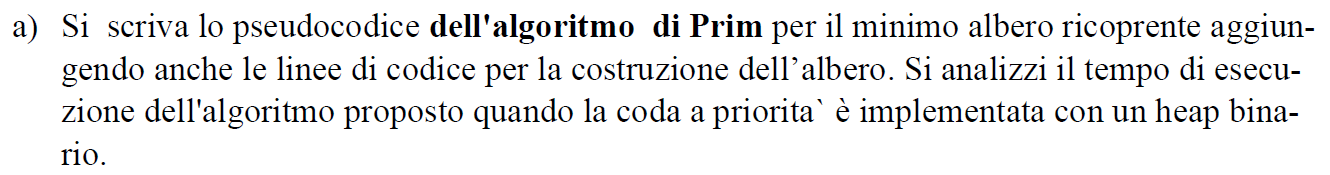 a) Si scriva lo pseudocodice dell'algoritmo di Prim per il minimo albero ricoprente aggiun-
gendo anche le linee di codice per la costruzione dell’albero. Si analizzi il tempo di esecu-
zione dell'algoritmo proposto quando la coda a priorita` è implementata con un heap bina-
rio.